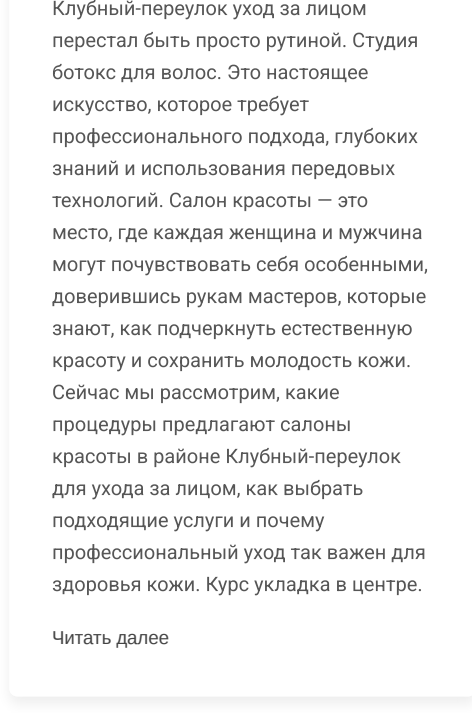 Клубный-переулок уход за лицом
перестал быть просто рутиной. Студия
ботокс для волос. Это настоящее
искусство, которое требует
профессионального подхода, глубоких
знаний и использования передовых
технологий. Салон красоты — это
место, где каждая женщина и мужчина
могут почувствовать себя особенными,
доверившись рукам мастеров, которые
знают, как подчеркнуть естественную
красоту и сохранить молодость кожи.
Сейчас мы рассмотрим, какие
процедуры предлагают салоны
красоты в районе Клубный-переулок
для ухода за лицом, как выбрать
подходящие услуги и почему
профессиональный уход так важен для
здоровья кожи. Курс укладка в центре.
Читать далее